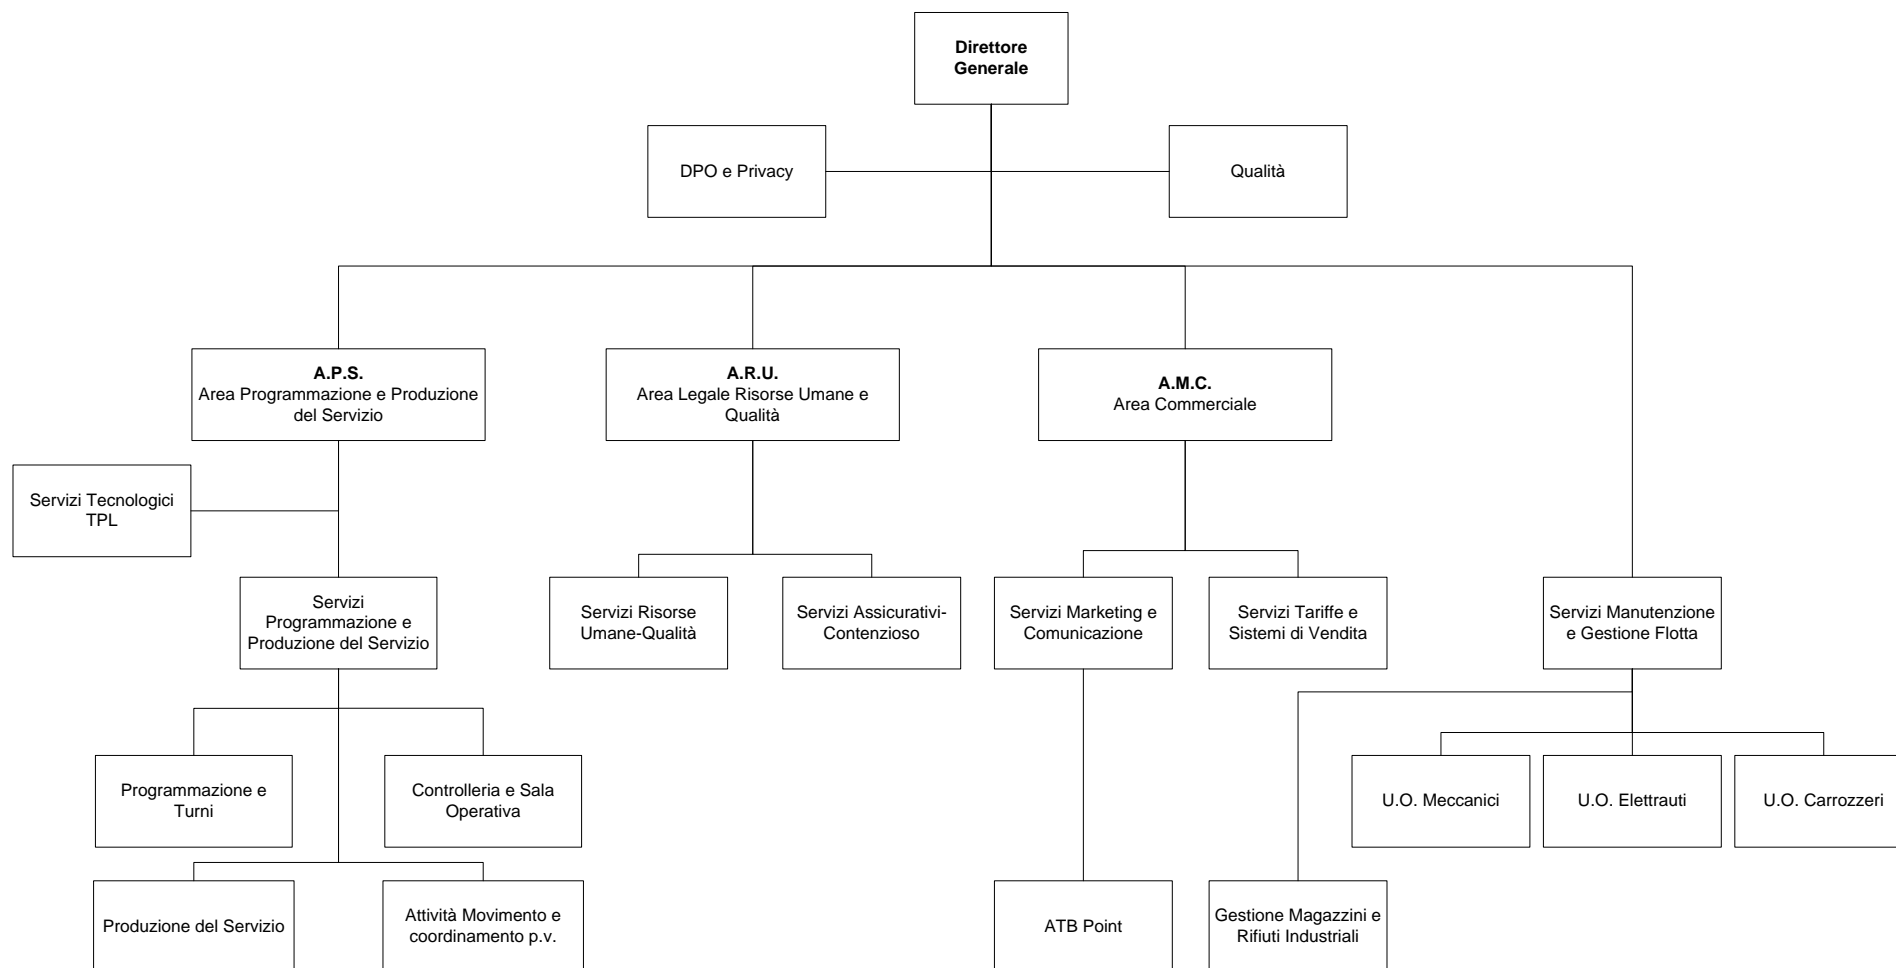 Direttore
Generale
DPO e Privacy
Qualità
A.P.S.
Area Programmazione e Produzione
del Servizio
A.R.U.
Area Legale Risorse Umane e
Qualità
A.M.C.
Area Commerciale
Servizi Tecnologici
TPL
Servizi
Programmazione e
Produzione del Servizio
Servizi Risorse
Umane-Qualità
Servizi Assicurativi-
Contenzioso
Servizi Marketing e
Comunicazione
Servizi Tariffe e
Sistemi di Vendita
Servizi Manutenzione
e Gestione Flotta
Programmazione e
Turni
Controlleria e Sala
Operativa
U.O. Meccanici
U.O. Elettrauti
U.O. Carrozzeri
Produzione del Servizio
Attività Movimento e
coordinamento p.v.
ATB Point
Gestione Magazzini e
Rifiuti Industriali